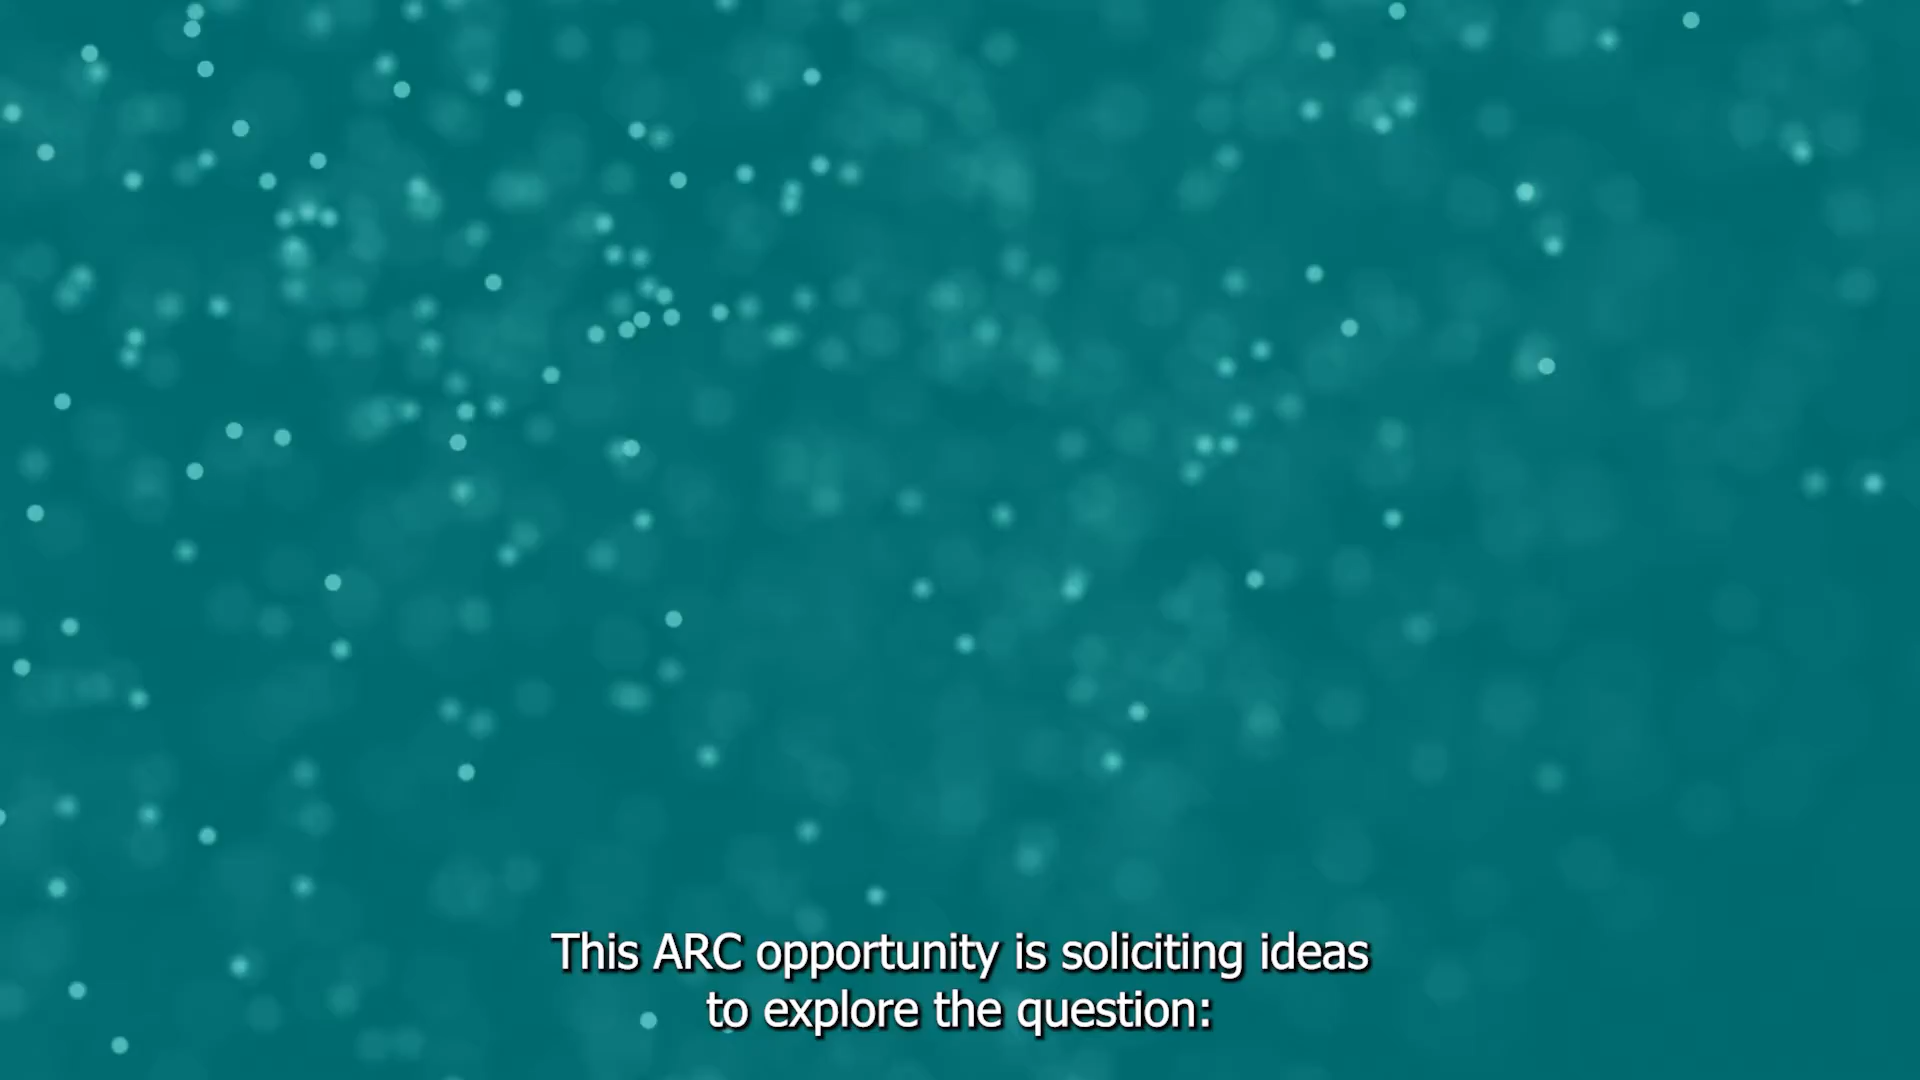 This ARC opportunity is soliciting ideas
to explore the question: